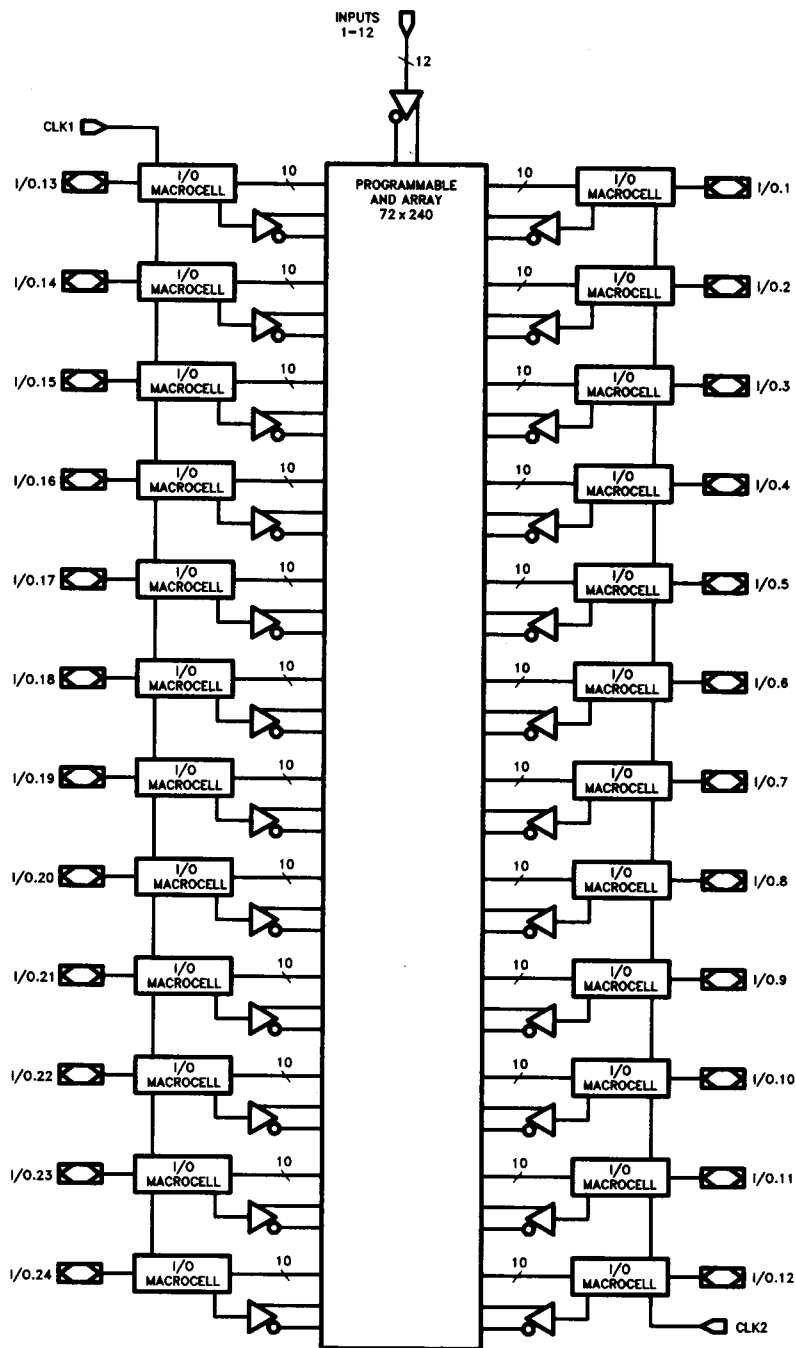 INPUTS
1-12
12
CLK1
I/O.13
I/O
MACROCELL
10
PROGRAMMABLE
AND ARRAY
72 x 240
10
I/O
MACROCELL
I/O.1
I/O.14
I/O
MACROCELL
10
10
I/O
MACROCELL
I/O.2
I/O.15
I/O
MACROCELL
10
10
I/O
MACROCELL
I/O.3
I/O.16
I/O
MACROCELL
10
10
I/O
MACROCELL
I/O.4
I/O.17
I/O
MACROCELL
10
10
I/O
MACROCELL
I/O.5
I/O.18
I/O
MACROCELL
10
10
I/O
MACROCELL
I/O.6
I/O.19
I/O
MACROCELL
10
10
I/O
MACROCELL
I/O.7
I/O.20
I/O
MACROCELL
10
10
I/O
MACROCELL
I/O.8
I/O.21
I/O
MACROCELL
10
10
I/O
MACROCELL
I/O.9
I/O.22
I/O
MACROCELL
10
10
I/O
MACROCELL
I/O.10
I/O.23
I/O
MACROCELL
10
10
I/O
MACROCELL
I/O.11
I/O.24
I/O
MACROCELL
10
10
I/O
MACROCELL
I/O.12
CLK2